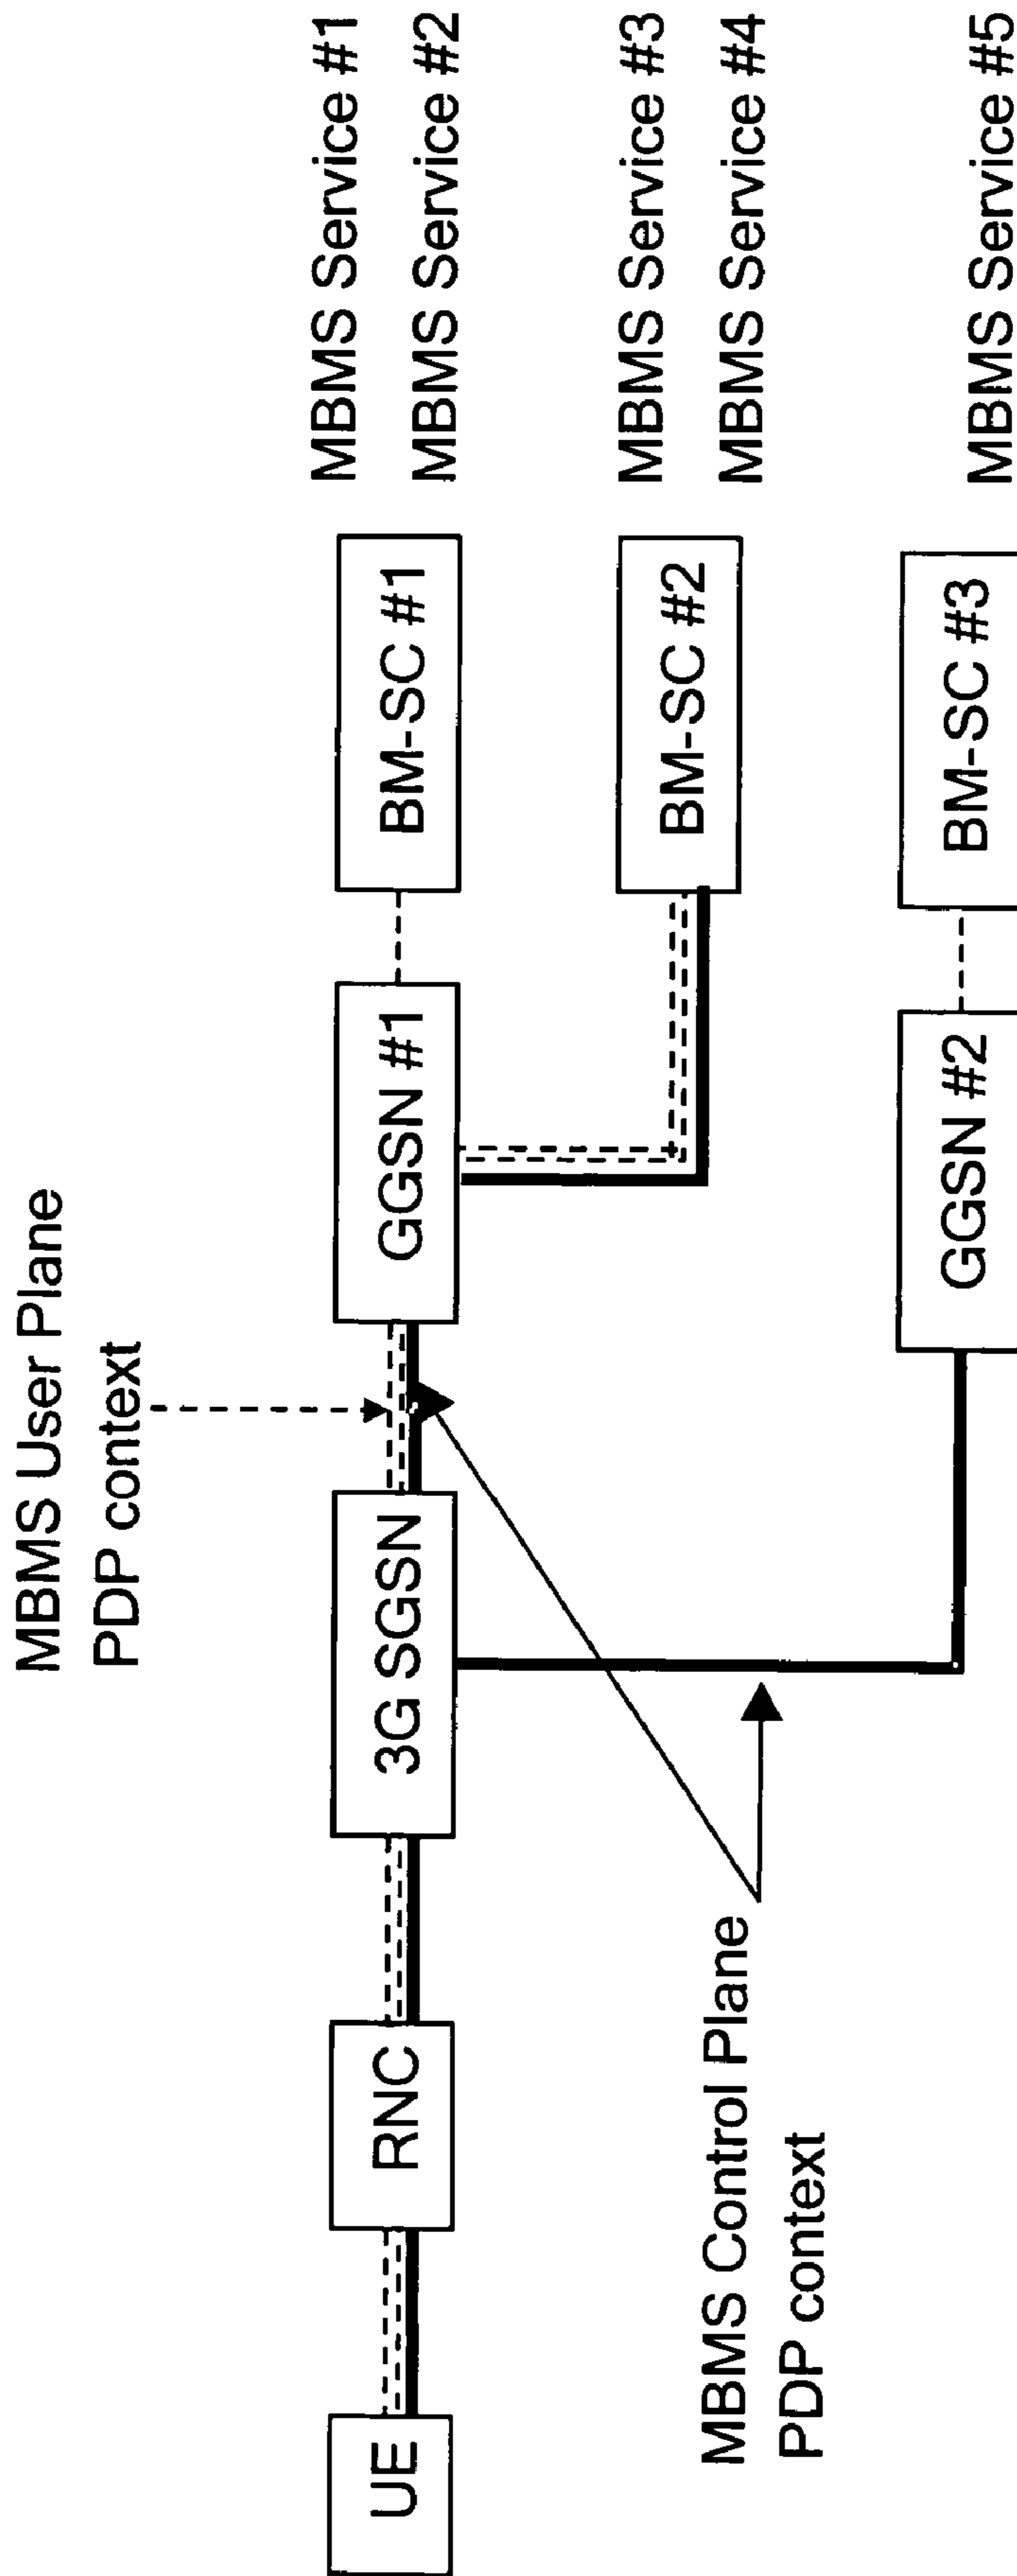 MBMS User Plane
PDP context
MBMS Service #1
MBMS Service #2
UE
RNC
3G SGSN
GGSN #1
BM-SC #1
MBMS Service #3
MBMS Service #4
BM-SC #2
MBMS Control Plane
PDP context
GGSN #2
BM-SC #3
MBMS Service #5